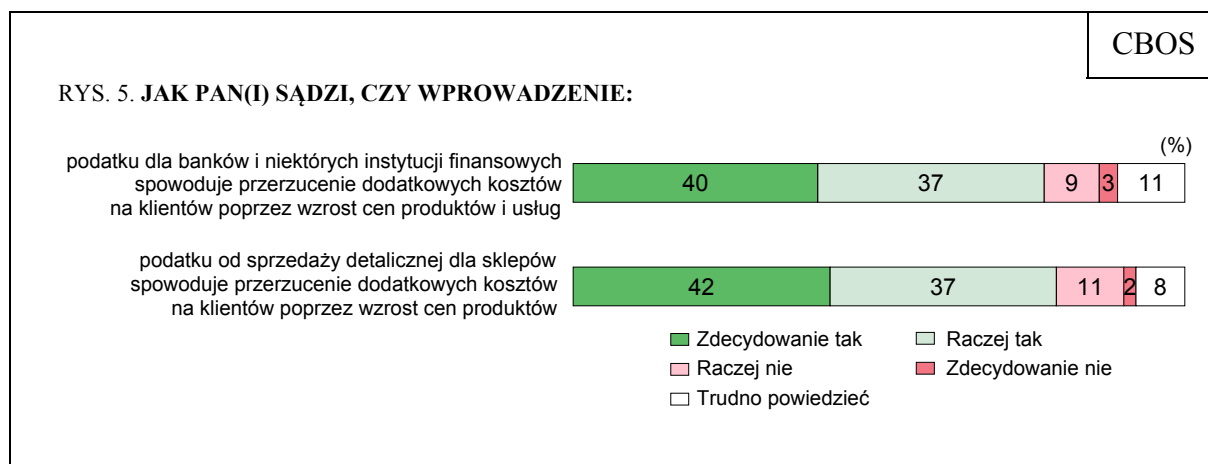 CBOS
RYS. 5. JAK PAN(I) SĄDZI, CZY WPROWADZENIE:
(%)
podatku dla banków i niektórych instytucji finansowych
spowoduje przerzucenie dodatkowych kosztów
na klientów poprzez wzrost cen produktów i usług
40 37 9 3 11
podatku od sprzedaży detalicznej dla sklepów
spowoduje przerzucenie dodatkowych kosztów
na klientów poprzez wzrost cen produktów
42 37 11 2 8
Zdecydowanie tak Raczej tak
Raczej nie Zdecydowanie nie
Trudno powiedzieć